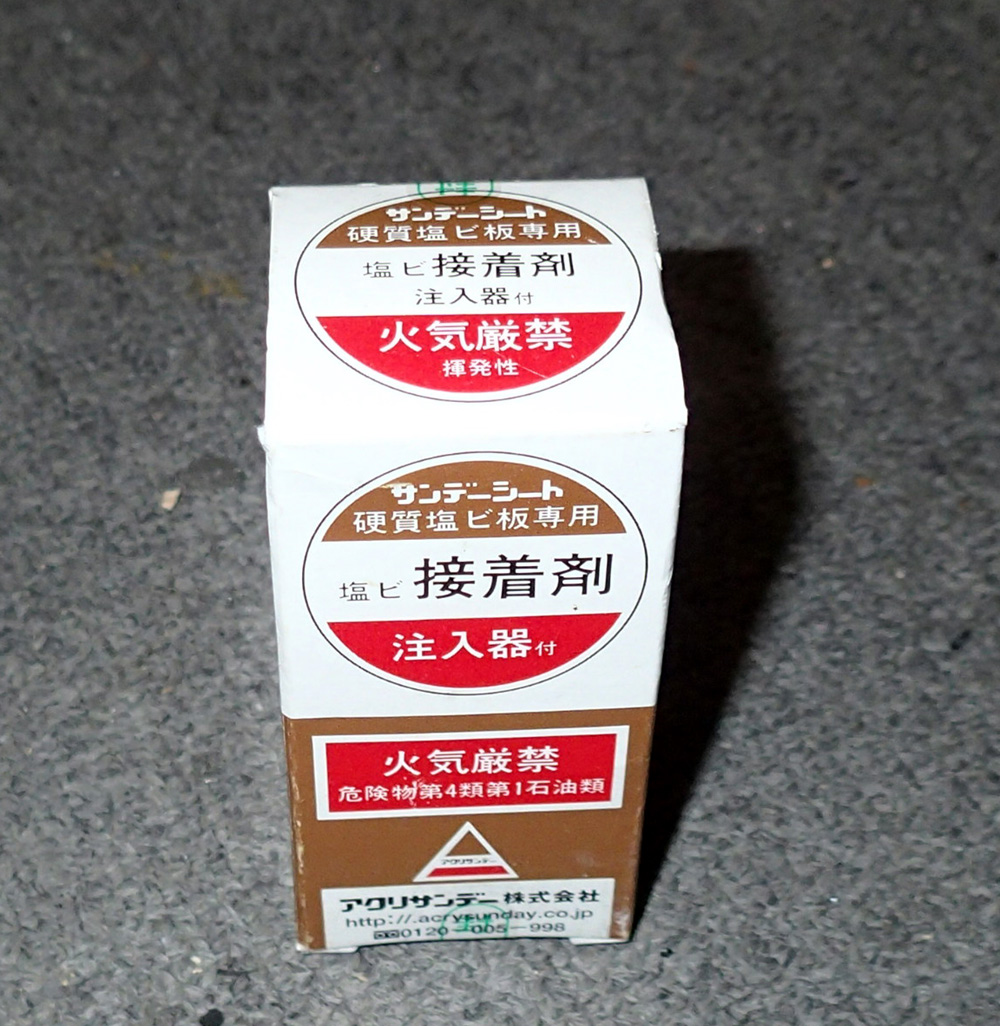 サンデーシート
硬質塩ビ板専用
塩ビ接着剤
注入器付
火気厳禁
揮発性
サンデーシート
硬質塩ビ板専用
塩ビ接着剤
注入器付
火気厳禁
危険物第4類第1石油類
アクリサンデー
アクリサンデー株式会社
http://.acrysunday.co.jp
0120-005-998